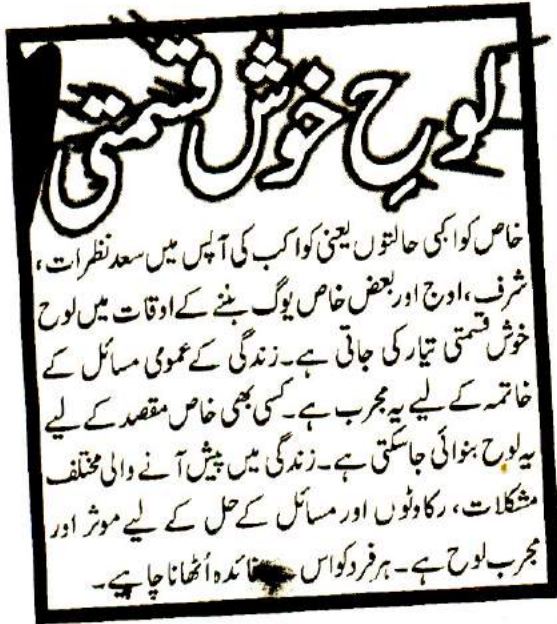 لوحِ خوش قسمتی
خاص کواکبی حالتوں یعنی کواکب کی آپس میں سعد نظرات،
شرف، اوج اور بعض خاص یوگ بننے کے اوقات میں لوح
خوش قسمتی تیار کی جاتی ہے۔ زندگی کے عمومی مسائل کے
خاتمہ کے لیے یہ مجرب ہے۔ کسی بھی خاص مقصد کے لیے
یہ لوح بنوائی جاسکتی ہے۔ زندگی میں پیش آنے والی مختلف
مشکلات، رکاوٹوں اور مسائل کے حل کے لیے موثر اور
مجرب لوح ہے۔ ہر فرد کو اس فائدہ اُٹھانا چاہیے۔